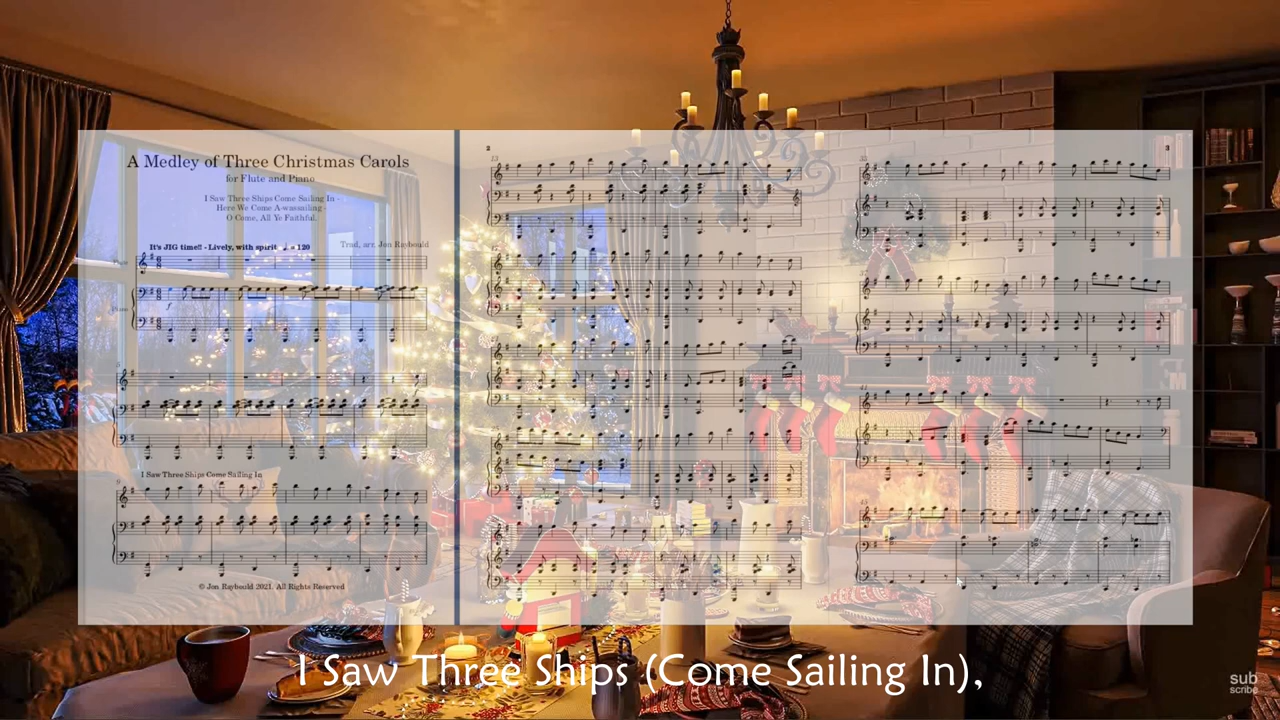 A Medley of Three Christmas Carols
for Flute and Piano
I Saw Three Ships Come Sailing In -
Here We Come A-wassailing -
O Come, All Ye Faithful.
It's JIG time!! - Lively, with spirit = 120
Trad, arr. Jon Raybould
I Saw Three Ships Come Sailing In
© Jon Raybould 2021. All Rights Reserved
I Saw Three Ships (Come Sailing In),
sub
scribe